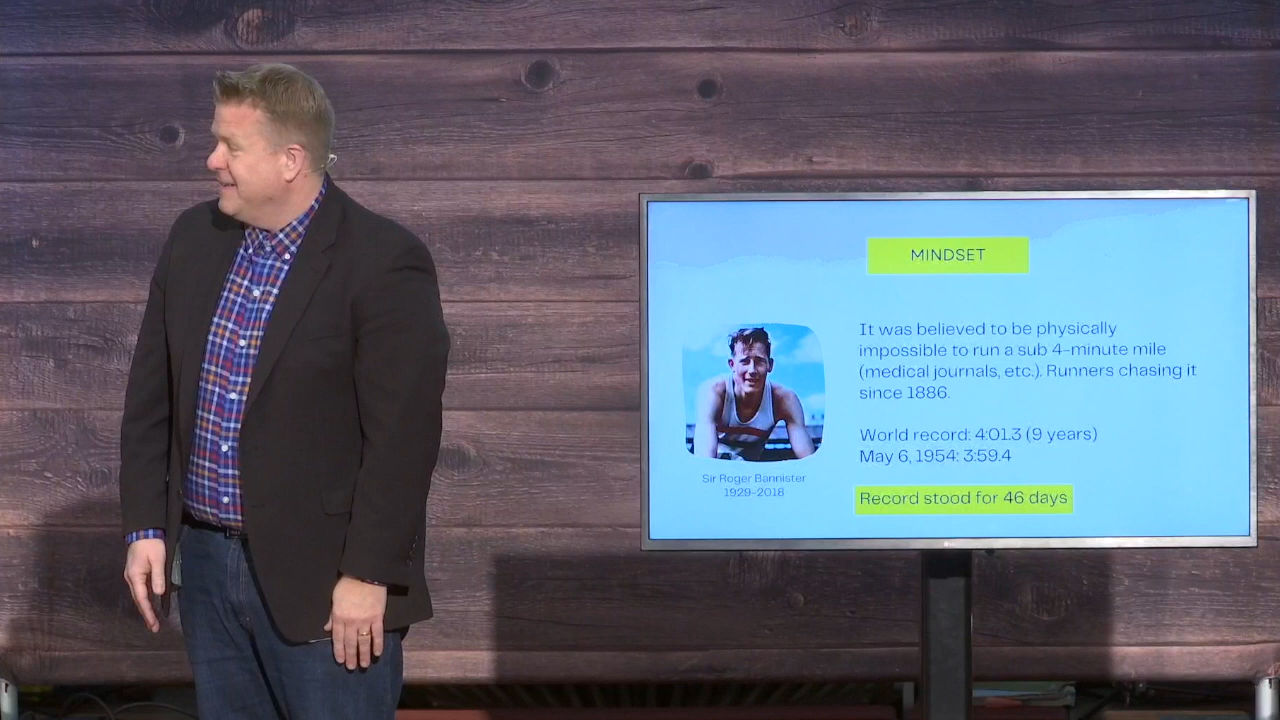 MINDSET
It was believed to be physically
impossible to run a sub 4-minute mile
(medical journals, etc.). Runners chasing it
since 1886.
World record: 4:01.3 (9 years)
May 6, 1954: 3:59.4
Record stood for 46 days
Sir Roger Bannister
1929-2018